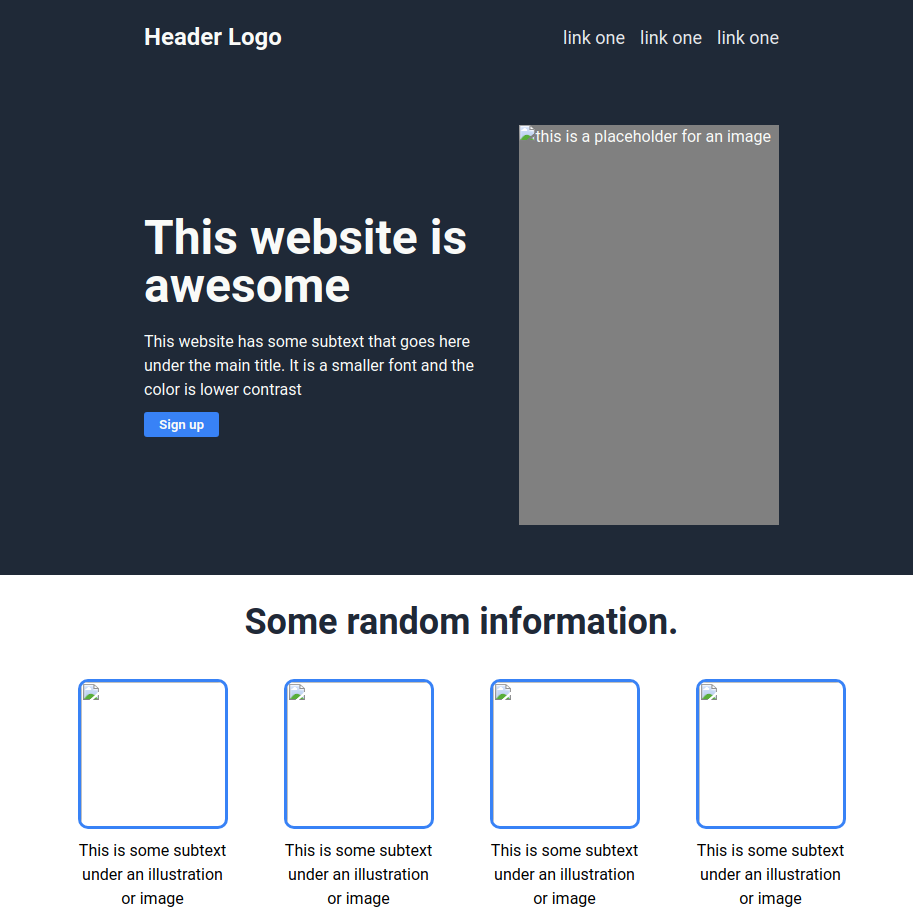 Header Logo
link one link one link one
this is a placeholder for an image
This website is
awesome
This website has some subtext that goes here
under the main title. It is a smaller font and the
color is lower contrast
Sign up
Some random information.
This is some subtext
under an illustration
or image
This is some subtext
under an illustration
or image
This is some subtext
under an illustration
or image
This is some subtext
under an illustration
or image